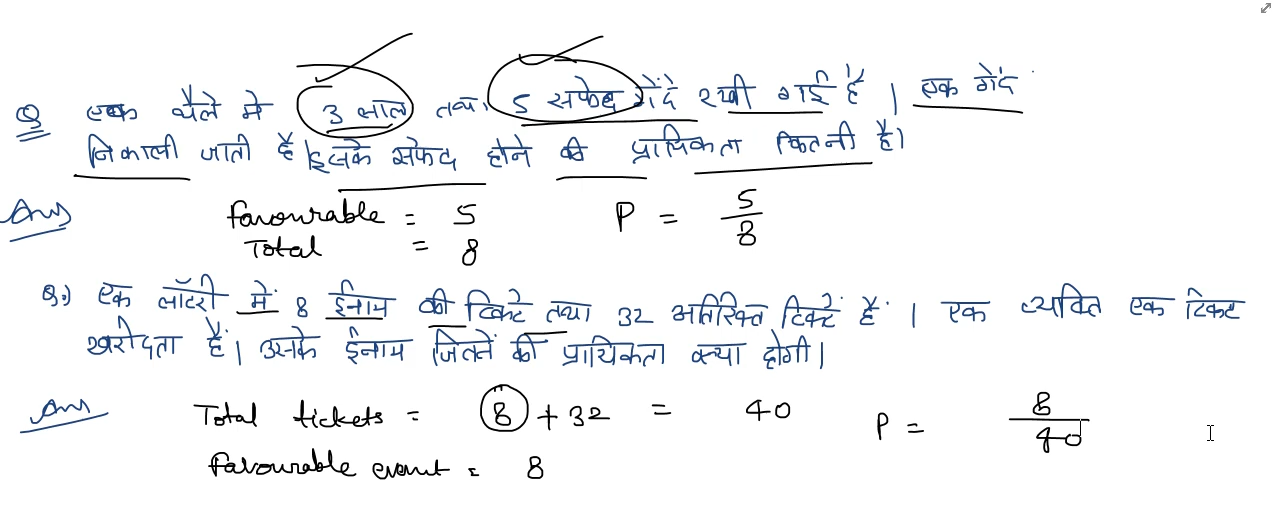 Q एक थैले में 3 लाल तथा 5 सफेद गेंदे रखी गई हैं । एक गेंद
निकाली जाती है। इसके सफेद होने की प्रायिकता कितनी है।
Ans favourable = 5 P = 5/8
Total = 8
Q.) एक लॉटरी में 8 ईनाम की टिकटे तथा 32 अतिरिक्त टिकटें हैं । एक व्यक्ति एक टिकट
खरीदता है। उसके ईनाम जितने की प्रायिकता क्या होगी।
Ans Total tickets = 8 + 32 = 40 P = 8/40
favourable event = 8